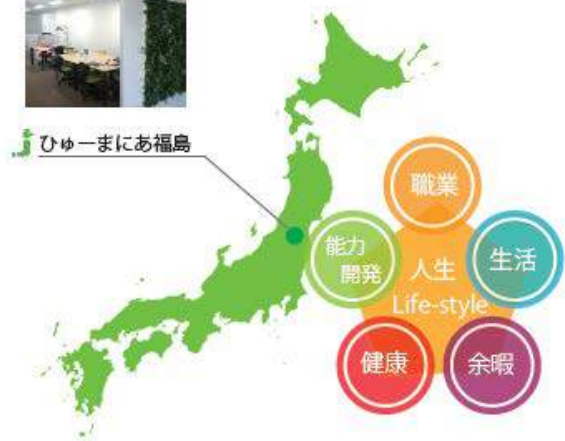 ひゅーまにあ福島
職業
能力
開発
人生
Life-style
生活
健康
余暇